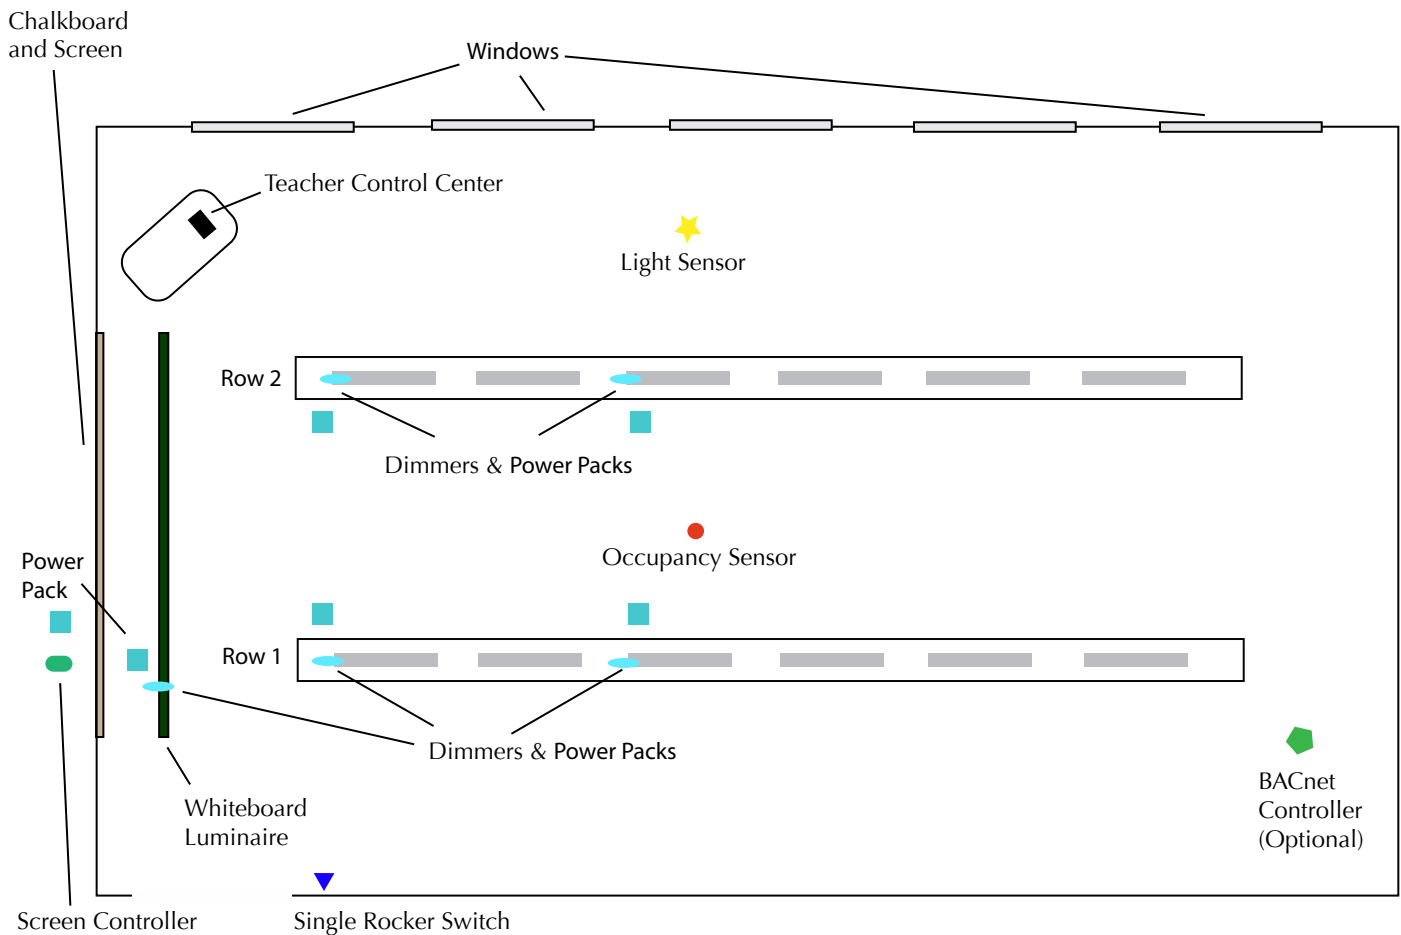 Chalkboard
and Screen
Windows
Teacher Control Center
Light Sensor
Row 2
Dimmers & Power Packs
Occupancy Sensor
Power
Pack
Row 1
Dimmers & Power Packs
BACnet
Controller
(Optional)
Whiteboard
Luminaire
Screen Controller
Single Rocker Switch